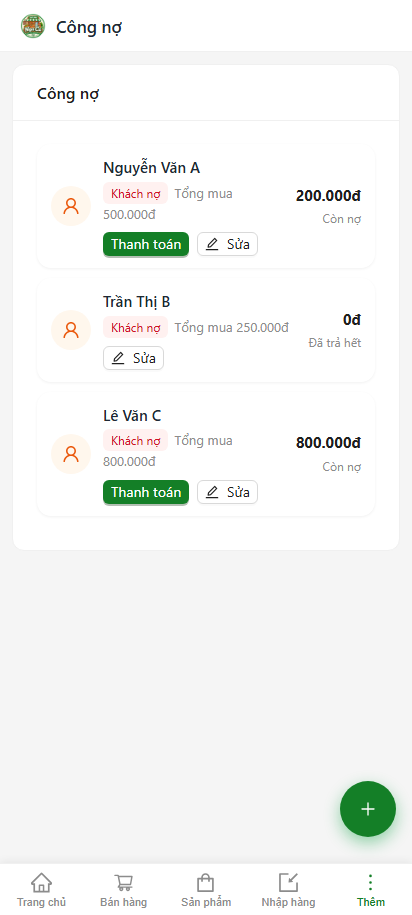 Công nợ
Công nợ
Nguyễn Văn A
Khách nợ Tổng mua
500.000đ
200.000đ
Còn nợ
Thanh toán Sửa
Trần Thị B
Khách nợ Tổng mua 250.000đ
0đ
Đã trả hết
Sửa
Lê Văn C
Khách nợ Tổng mua
800.000đ
800.000đ
Còn nợ
Thanh toán Sửa
Trang chủ Bán hàng Sản phẩm Nhập hàng Thêm